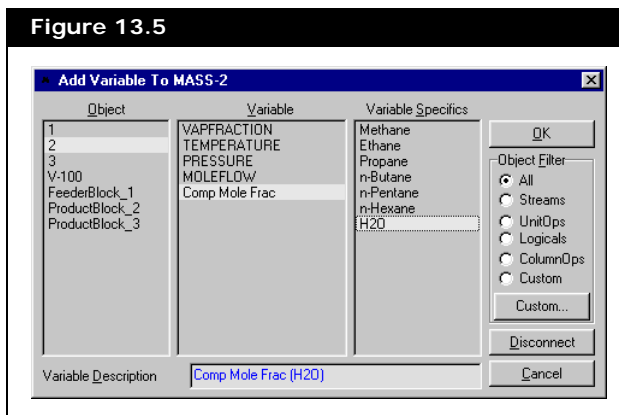 Figure 13.5
Add Variable To MASS-2
Object
1
2
3
V-100
FeederBlock_1
ProductBlock_2
ProductBlock_3
Variable
VAPFRACTION
TEMPERATURE
PRESSURE
MOLEFLOW
Comp Mole Frac
Variable Specifics
Methane
Ethane
Propane
n-Butane
n-Pentane
n-Hexane
H2O
OK
Object Filter
All
Streams
UnitOps
Logicals
ColumnOps
Custom
Custom...
Disconnect
Cancel
Variable Description
Comp Mole Frac (H2O)